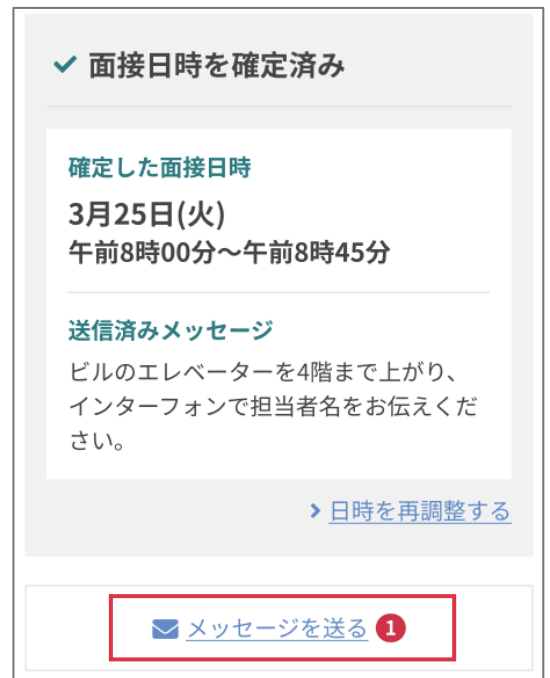 面接日時を確定済み
確定した面接日時
3月25日(火)
午前8時00分～午前8時45分
送信済みメッセージ
ビルのエレベーターを4階まで上がり、
インターフォンで担当者名をお伝えくだ
さい。
日時を再調整する
メッセージを送る 1